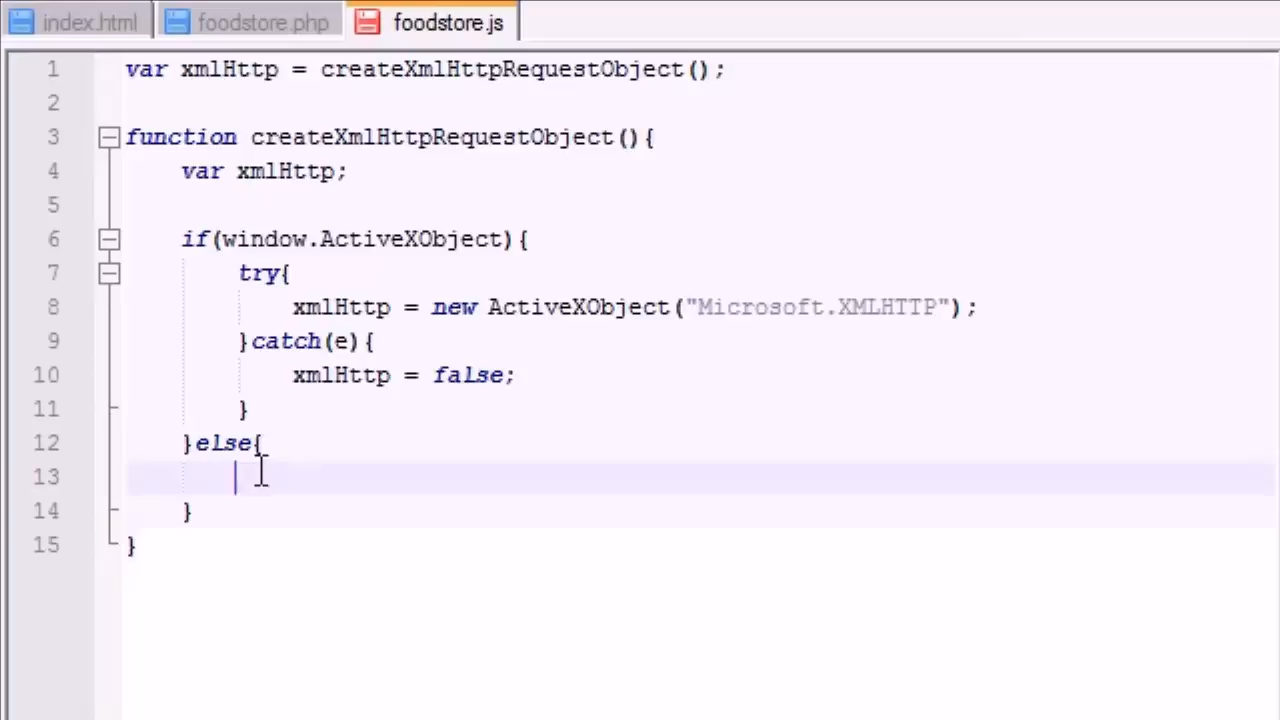 index.html foodstore.php foodstore.js
1 var xmlHttp = createXmlHttpRequestObject();
2
3 function createXmlHttpRequestObject(){
4 var xmlHttp;
5
6 if(window.ActiveXObject){
7 try{
8 xmlHttp = new ActiveXObject("Microsoft.XMLHTTP");
9 }catch(e){
10 xmlHttp = false;
11 }
12 }else{
13
14 }
15 }